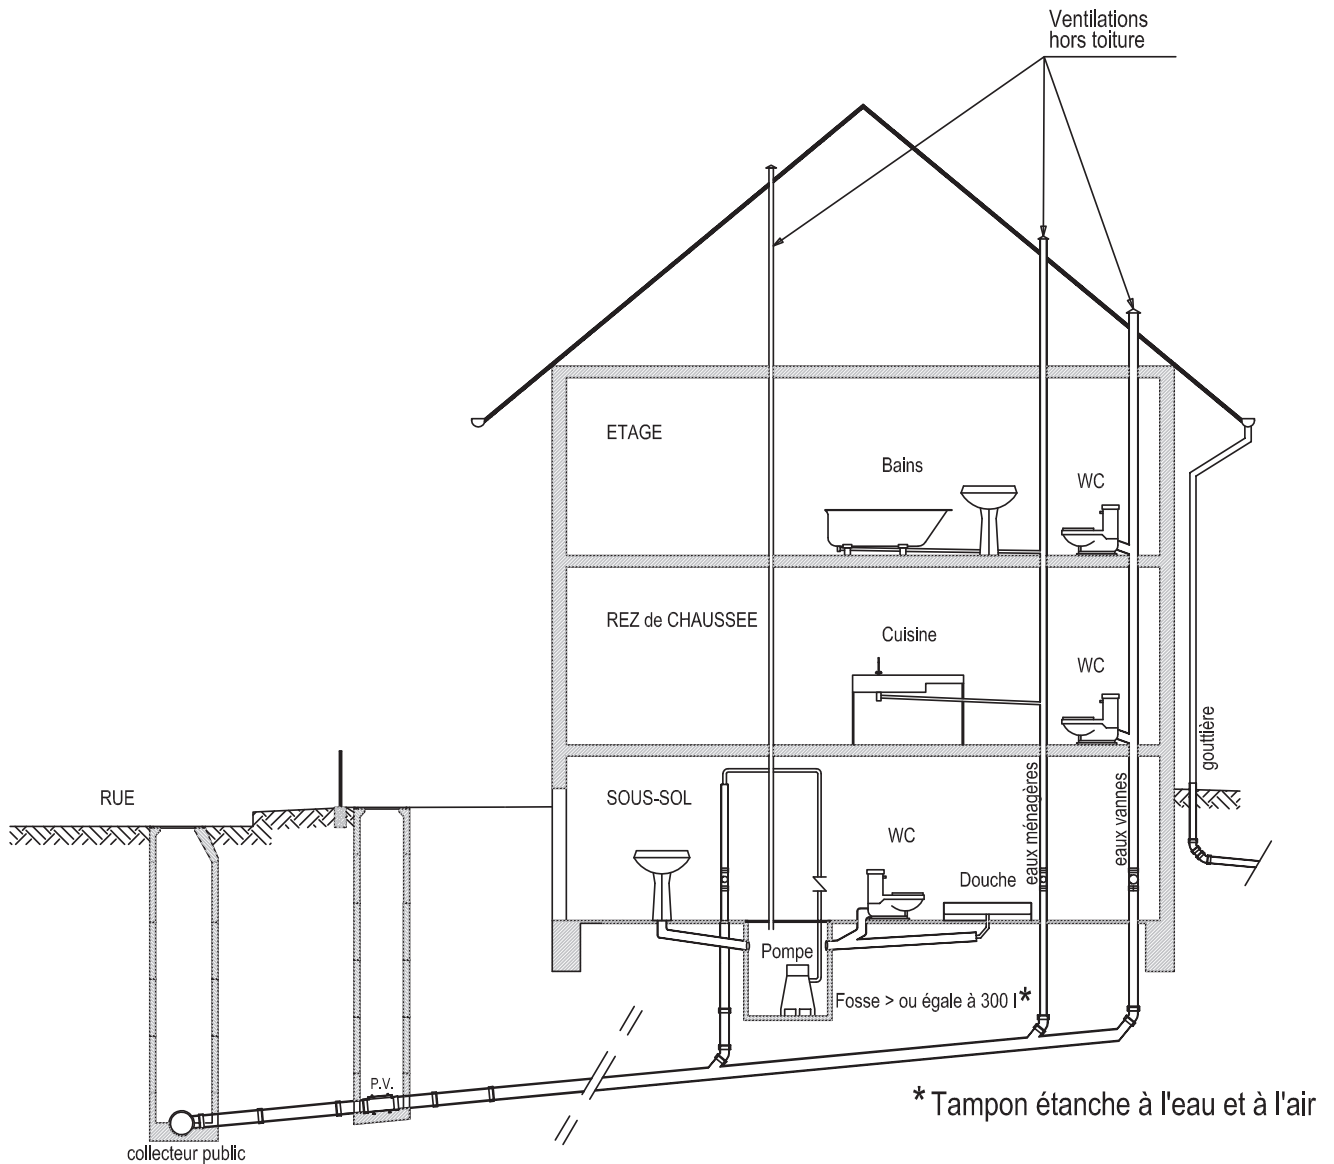 Ventilations
hors toiture
ETAGE
Bains
WC
REZ de CHAUSSEE
Cuisine
WC
gouttière
RUE
SOUS-SOL
eaux ménagères
eaux vannes
WC
Douche
Pompe
Fosse > ou égale à 300 l*
P.V.
* Tampon étanche à l'eau et à l'air
collecteur public